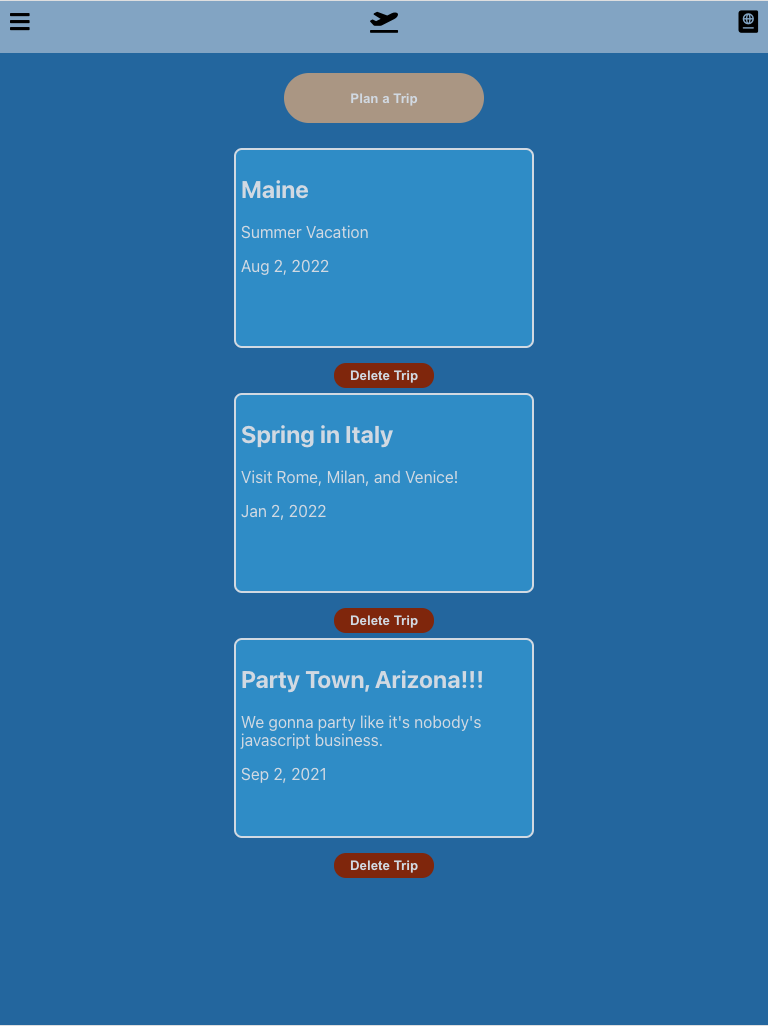 Plan a Trip
Maine
Summer Vacation
Aug 2, 2022
Delete Trip
Spring in Italy
Visit Rome, Milan, and Venice!
Jan 2, 2022
Delete Trip
Party Town, Arizona!!!
We gonna party like it's nobody's
javascript business.
Sep 2, 2021
Delete Trip